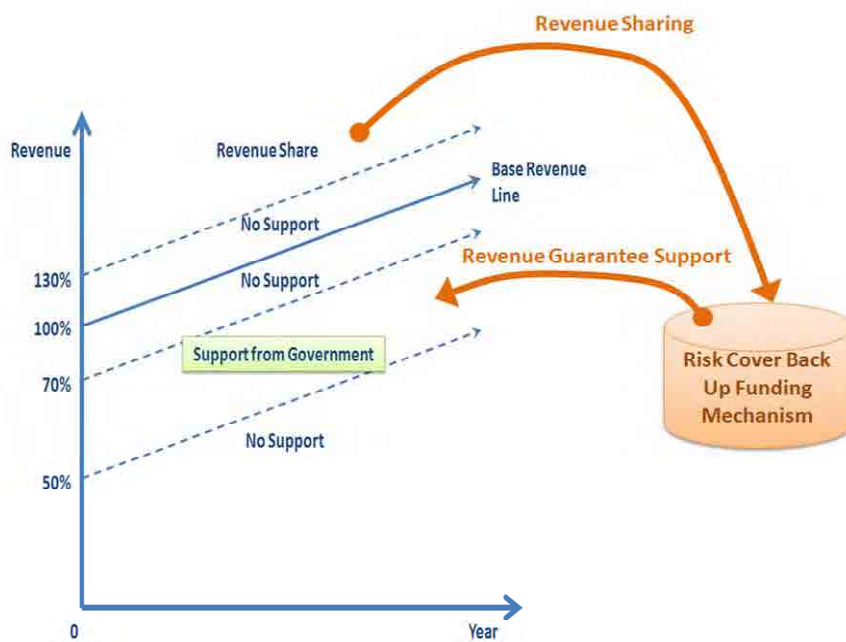 Revenue Sharing
Revenue
Revenue Share
Base Revenue
Line
No Support
Revenue Guarantee Support
130%
No Support
100%
Support from Government
Risk Cover Back
Up Funding
Mechanism
70%
No Support
50%
0
Year